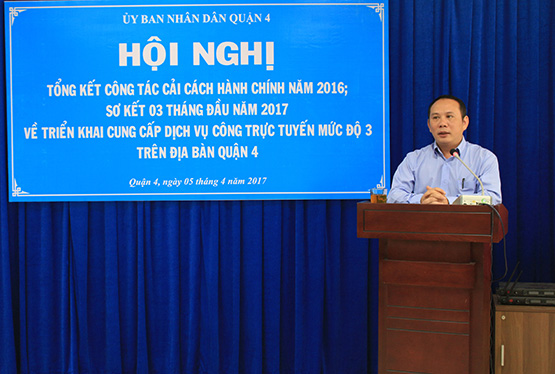 ỦY BAN NHÂN DÂN QUẬN 4
HỘI NGHỊ
TỔNG KẾT CÔNG TÁC CẢI CÁCH HÀNH CHÍNH NĂM 2016;
SƠ KẾT 03 THÁNG ĐẦU NĂM 2017
VỀ TRIỂN KHAI CUNG CẤP DỊCH VỤ CÔNG TRỰC TUYẾN MỨC ĐỘ 3
TRÊN ĐỊA BÀN QUẬN 4
Quận 4, ngày 05 tháng 4 năm 2017